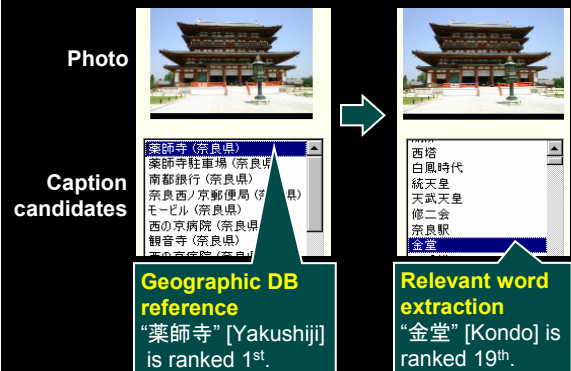 Photo
Caption
candidates
薬師寺 (奈良県)
薬師寺駐車場 (奈良県
南都銀行 (奈良県)
奈良西ノ京郵便局 (県)
モービル (奈良県)
西の京病院 (奈良県
観音寺 (奈良県)
西塔
白鳳時代
統天皇
天武天皇
修二会
奈良駅
金堂
Geographic DB
reference
“薬師寺” [Yakushiji]
is ranked 1st.
Relevant word
extraction
“金堂” [Kondo] is
ranked 19th.